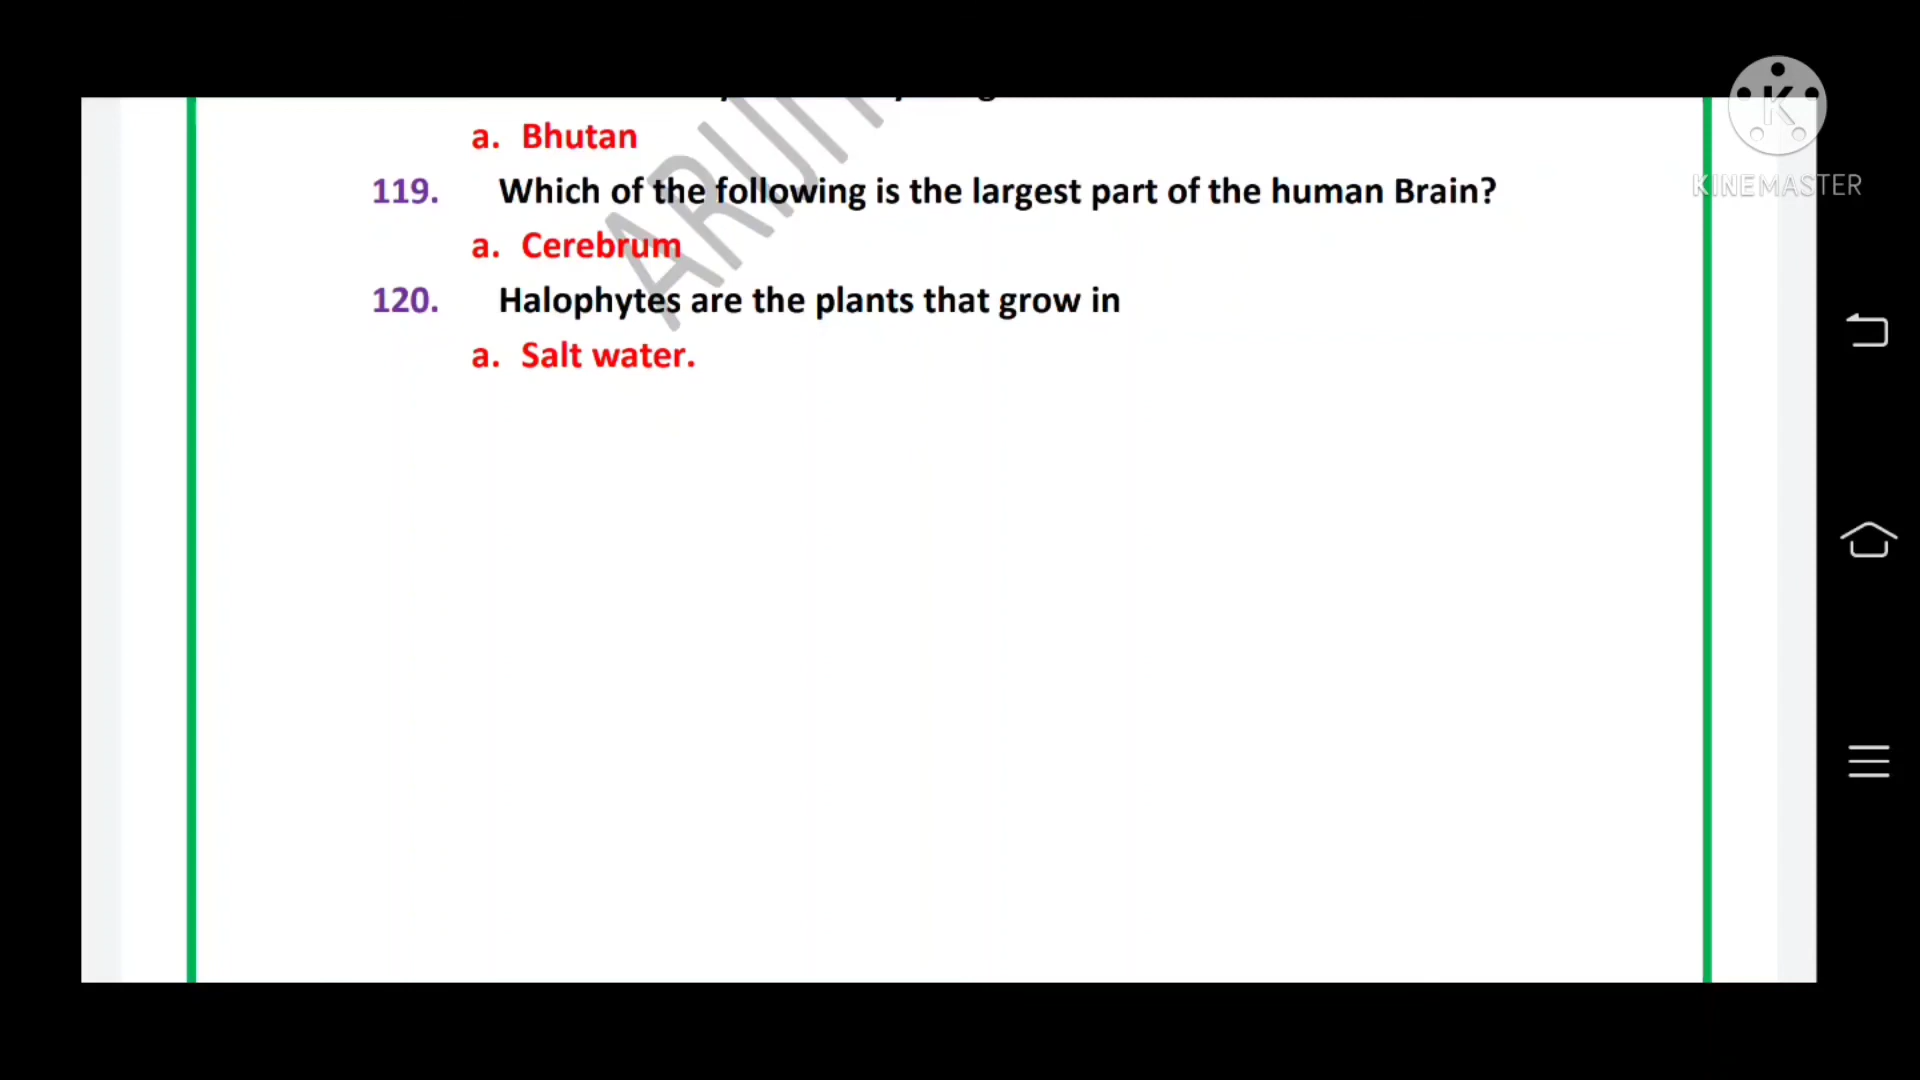 a. Bhutan
119. Which of the following is the largest part of the human Brain?
a. Cerebrum
120. Halophytes are the plants that grow in
a. Salt water.
K
KINEMASTER